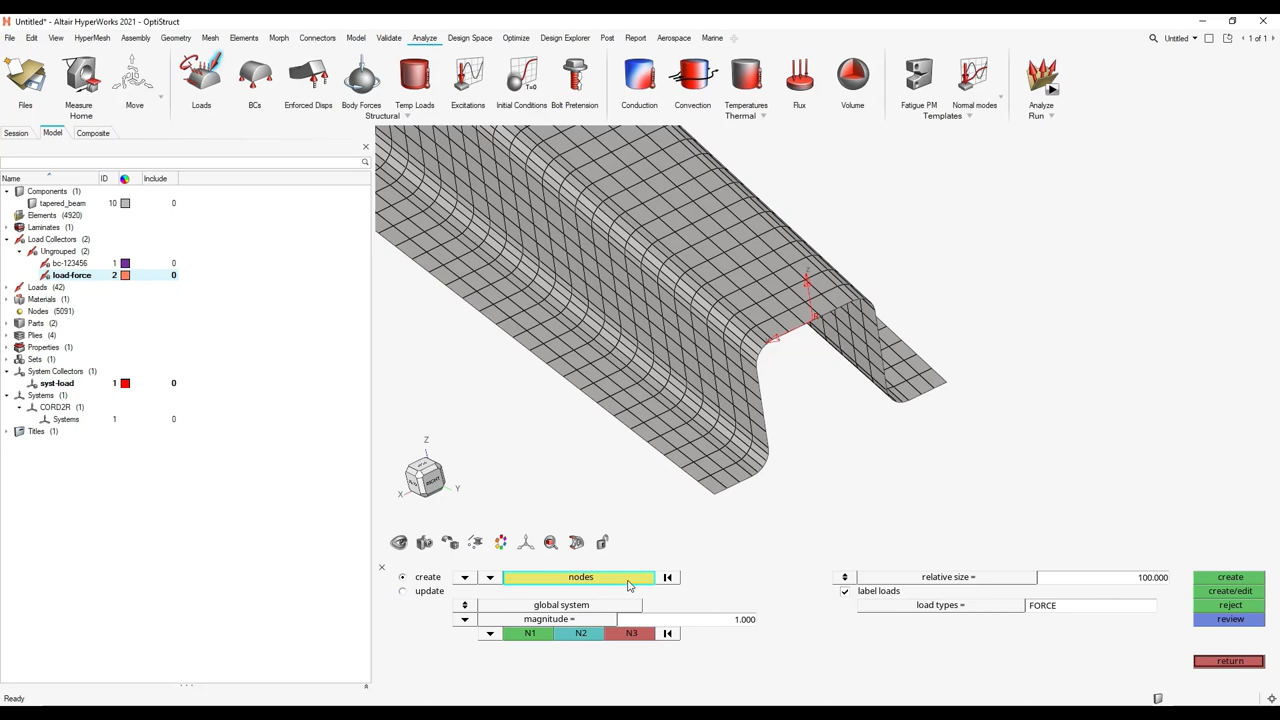 Untitled* - Altair HyperWorks 2021 - OptiStruct
File Edit View HyperMesh Assembly Geometry Mesh Elements Morph Connectors Model Validate Analyze Design Space Optimize Design Explorer Post Report Aerospace Marine Untitled 1 of 1
T=0
Files Measure Move Loads BCs Enforced Disps Body Forces Temp Loads Excitations Initial Conditions Bolt Pretension Conduction Convection Temperatures Flux Volume Fatigue PM Normal modes Analyze
Home Structural Thermal Templates Run
Session Model Composite
Name ID Include
Components (1)
tapered_beam 10 0
Elements (4920)
Laminates (1)
Load Collectors (2)
Ungrouped (2)
bc-123456 1 0
load-force 2 0
Loads (42)
Materials (1)
Nodes (5091)
Parts (2)
Plies (4)
Properties (1)
Sets (1)
System Collectors (1)
syst-load 1 0
Systems (1)
CORD2R (1)
Systems 1 0
Titles (1)
Z
RIGHT
X Y
create nodes relative size = 100.000 create
update label loads create/edit
global system load types = FORCE reject
magnitude = 1.000 review
N1 N2 N3
return
Ready